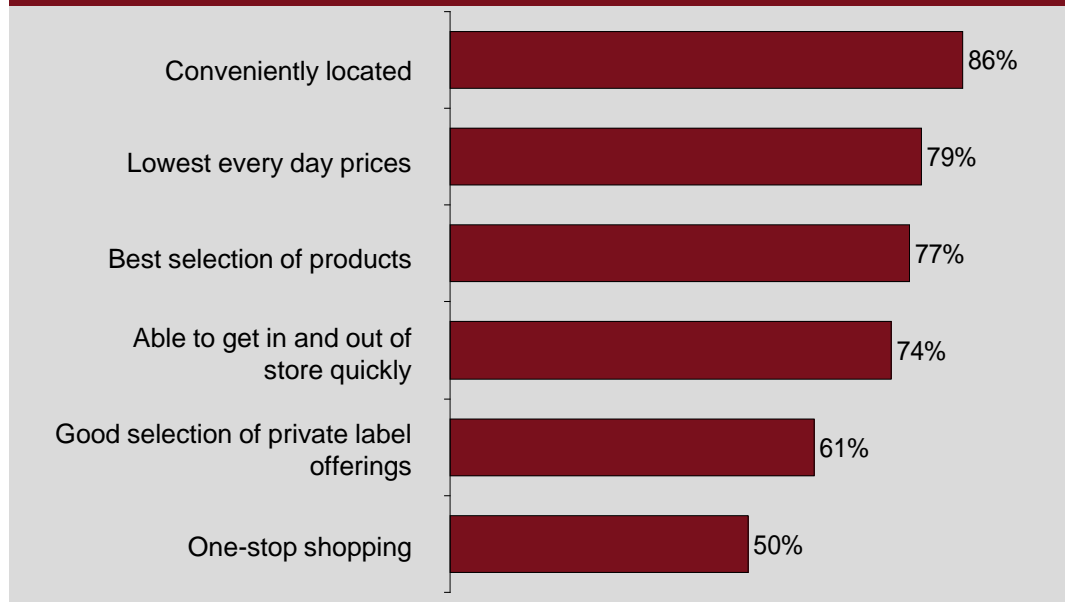 Conveniently located
86%
Lowest every day prices
79%
Best selection of products
77%
Able to get in and out of
store quickly
74%
Good selection of private label
offerings
61%
One-stop shopping
50%